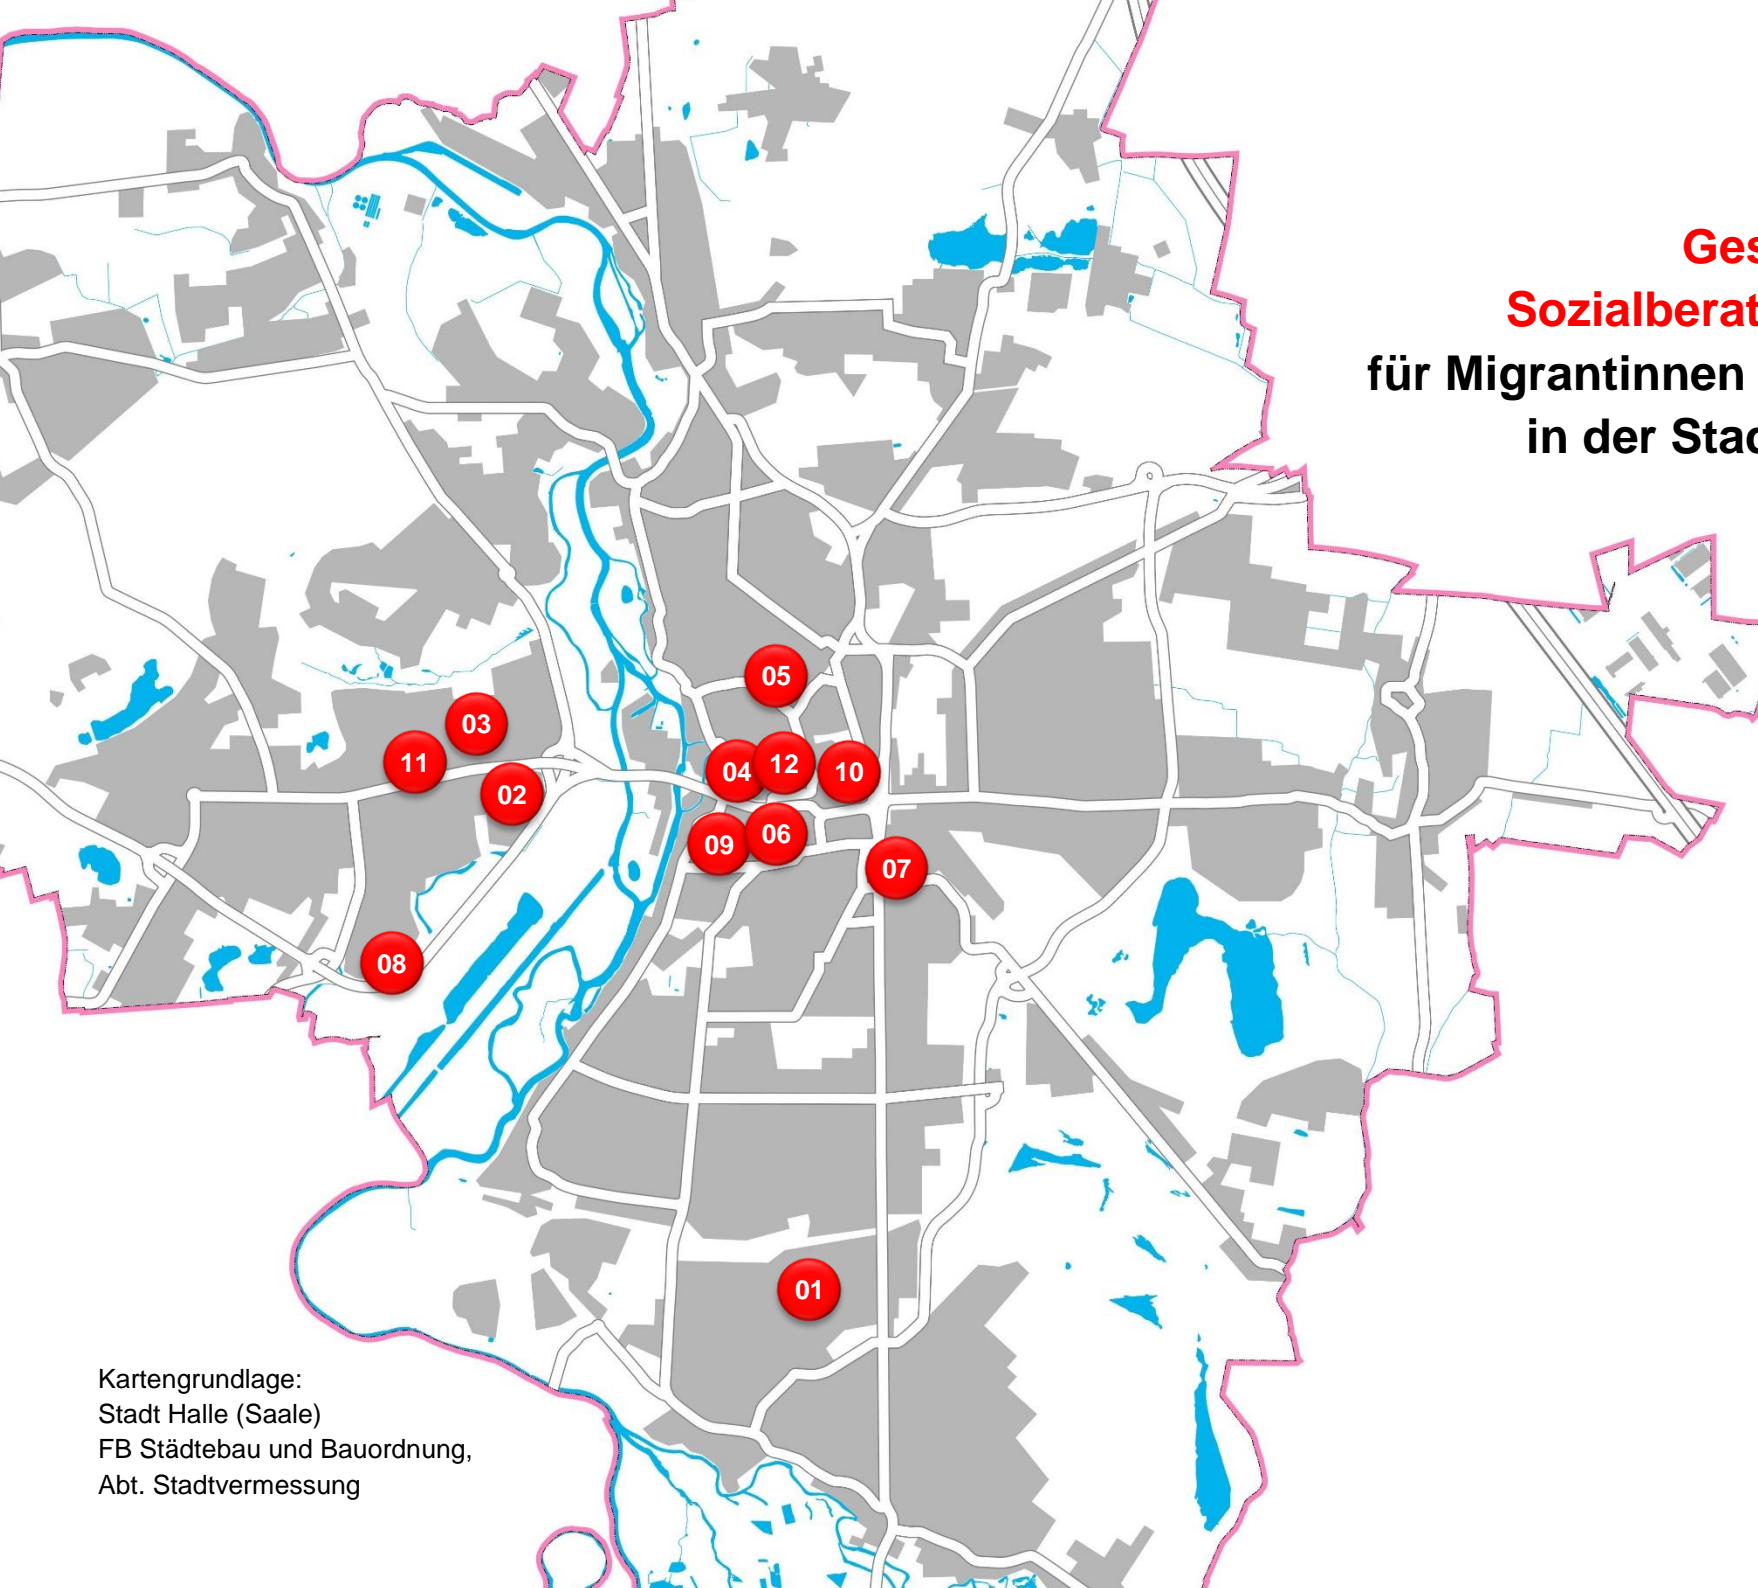 Ges
Sozialberat
für Migrantinnen
in der Stad
05
03
11
04
12
10
02
09
06
07
08
01
Kartengrundlage:
Stadt Halle (Saale)
FB Städtebau und Bauordnung,
Abt. Stadtvermessung